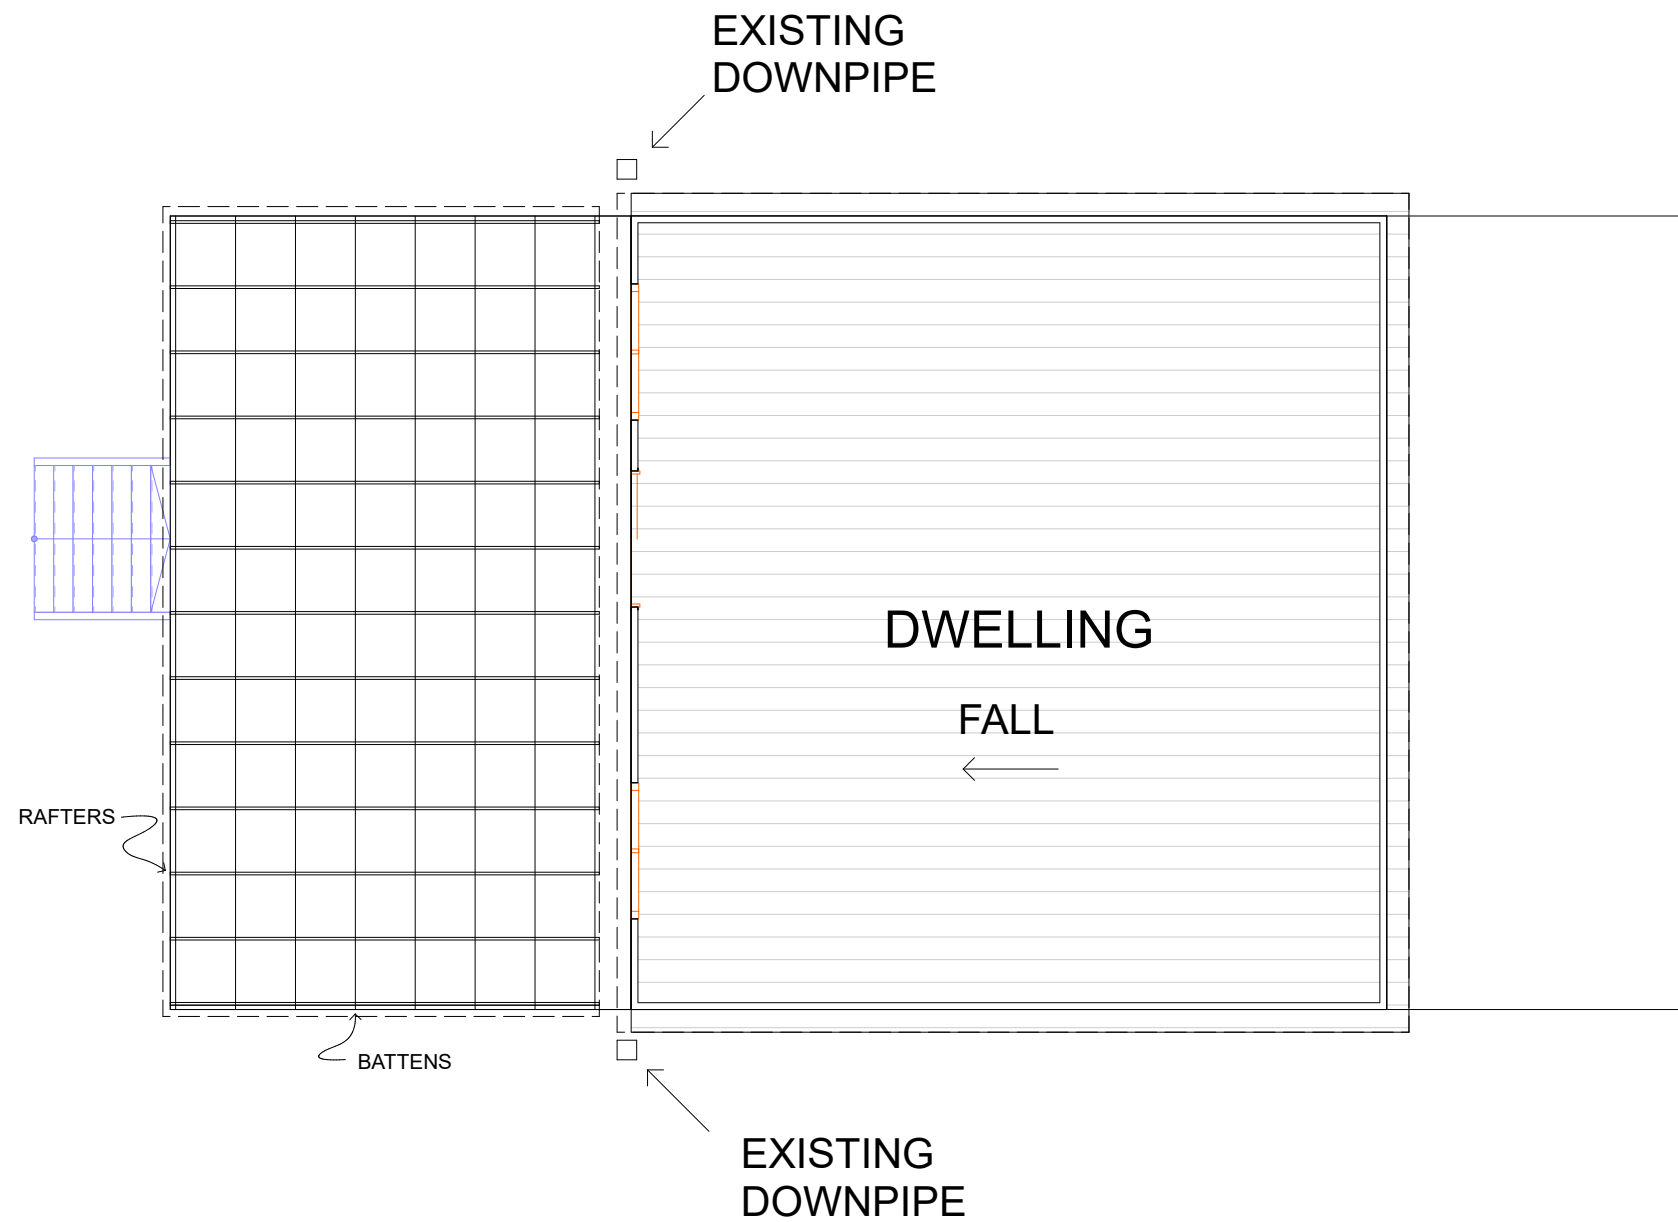 EXISTING
DOWNPIPE
DWELLING
FALL
RAFTERS
BATTENS
EXISTING
DOWNPIPE